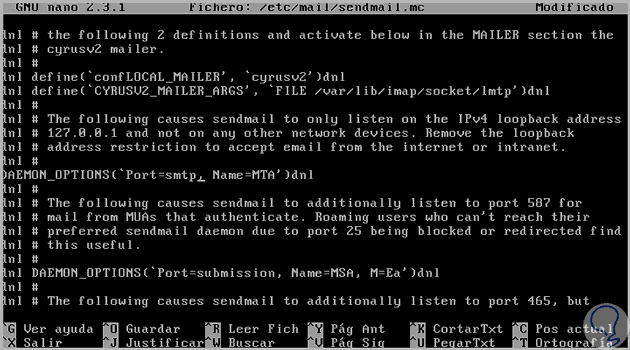 GNU nano 2.3.1 Fichero: /etc/mail/sendmail.mc Modificado
dnl # the following 2 definitions and activate below in the MAILER section the
dnl # cyrusv2 mailer.
dnl #
dnl define(`confLOCAL_MAILER', `cyrusv2')dnl
dnl define(`CYRUSV2_MAILER_ARGS', `FILE /var/lib/imap/socket/lmtp')dnl
dnl #
dnl # The following causes sendmail to only listen on the IPv4 loopback address
dnl # 127.0.0.1 and not on any other network devices. Remove the loopback
dnl # address restriction to accept email from the internet or intranet.
dnl #
DAEMON_OPTIONS(`Port=smtp, Name=MTA')dnl
dnl #
dnl # The following causes sendmail to additionally listen to port 587 for
dnl # mail from MUAs that authenticate. Roaming users who can't reach their
dnl # preferred sendmail daemon due to port 25 being blocked or redirected find
dnl # this useful.
dnl #
dnl DAEMON_OPTIONS(`Port=submission, Name=MSA, M=Ea')dnl
dnl #
dnl # The following causes sendmail to additionally listen to port 465, but
^G Ver ayuda ^O Guardar ^R Leer Fich ^Y Pág Ant ^K CortarTxt ^C Pos actual
^X Salir ^J Justificar ^W Buscar ^V Pág Sig ^U PegarTxt ^T Ortografía